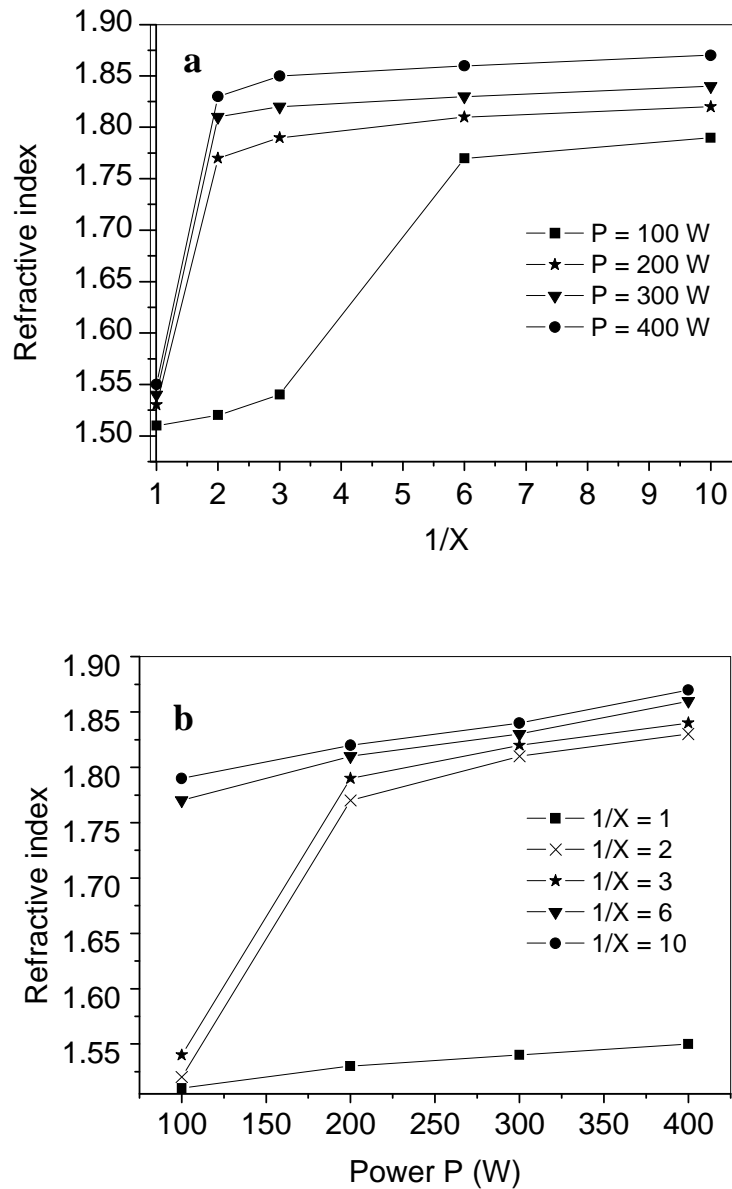 1.90
a
1.85
1.80
1.75
1.70
1.65
1.60
1.55
1.50
Refractive index
P = 100 W
P = 200 W
P = 300 W
P = 400 W
1 2 3 4 5 6 7 8 9 10
1/X
1.90
b
1.85
1.80
1.75
1.70
1.65
1.60
1.55
Refractive index
1/X = 1
1/X = 2
1/X = 3
1/X = 6
1/X = 10
100 150 200 250 300 350 400
Power P (W)